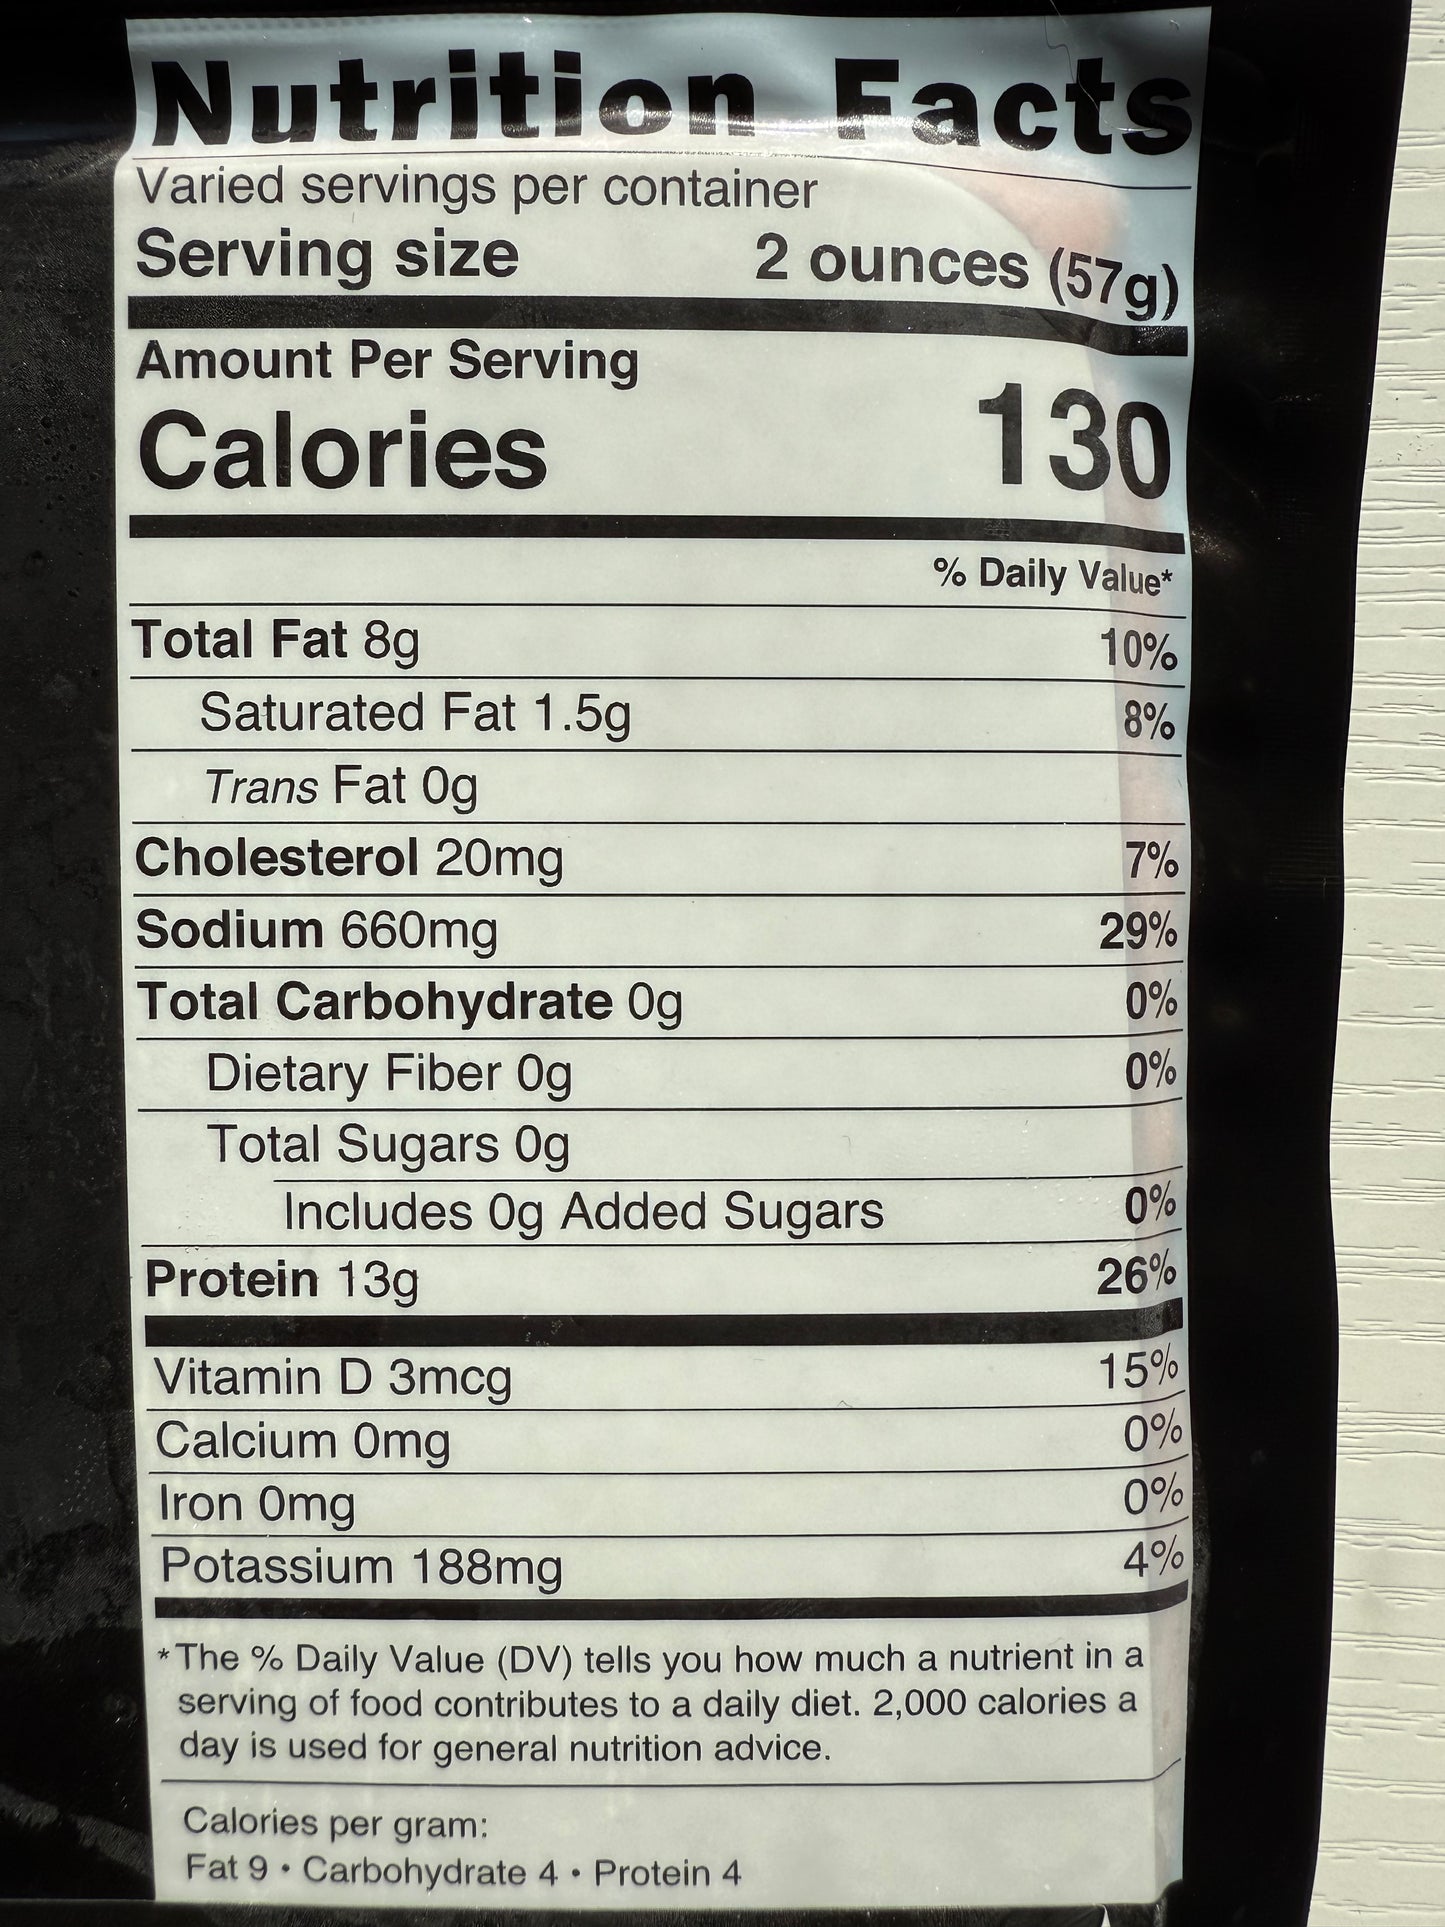 Nutrition Facts
Varied servings per container
Serving size 2 ounces (57g)
Amount Per Serving
Calories 130
% Daily Value*
Total Fat 8g 10%
Saturated Fat 1.5g 8%
Trans Fat 0g
Cholesterol 20mg 7%
Sodium 660mg 29%
Total Carbohydrate 0g 0%
Dietary Fiber 0g 0%
Total Sugars 0g
Includes 0g Added Sugars 0%
Protein 13g 26%
Vitamin D 3mcg 15%
Calcium 0mg 0%
Iron 0mg 0%
Potassium 188mg 4%
*The % Daily Value (DV) tells you how much a nutrient in a
serving of food contributes to a daily diet. 2,000 calories a
day is used for general nutrition advice.
Calories per gram:
Fat 9 • Carbohydrate 4 • Protein 4